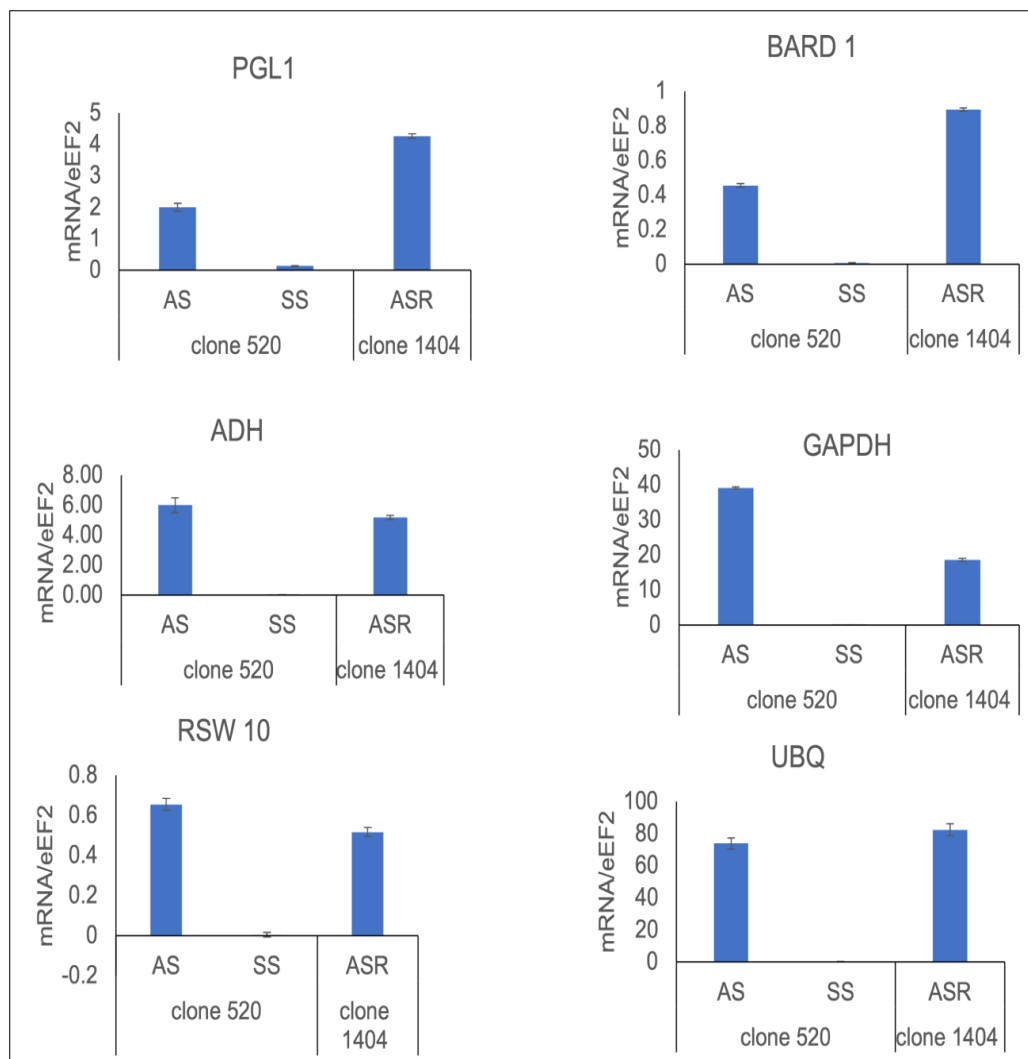 PGL1
mRNA/eEF2
5
4
3
2
1
0
AS SS ASR
clone 520 clone 1404
BARD 1
mRNA/eEF2
1
0.8
0.6
0.4
0.2
0
AS SS ASR
clone 520 clone 1404
ADH
mRNA/eEF2
8.00
6.00
4.00
2.00
0.00
AS SS ASR
clone 520 clone 1404
GAPDH
mRNA/eEF2
50
40
30
20
10
0
AS SS ASR
clone 520 clone 1404
RSW 10
mRNA/eEF2
0.8
0.6
0.4
0.2
0
-0.2
AS SS ASR
clone 520 clone
1404
UBQ
mRNA/eEF2
100
80
60
40
20
0
AS SS ASR
clone 520 clone 1404